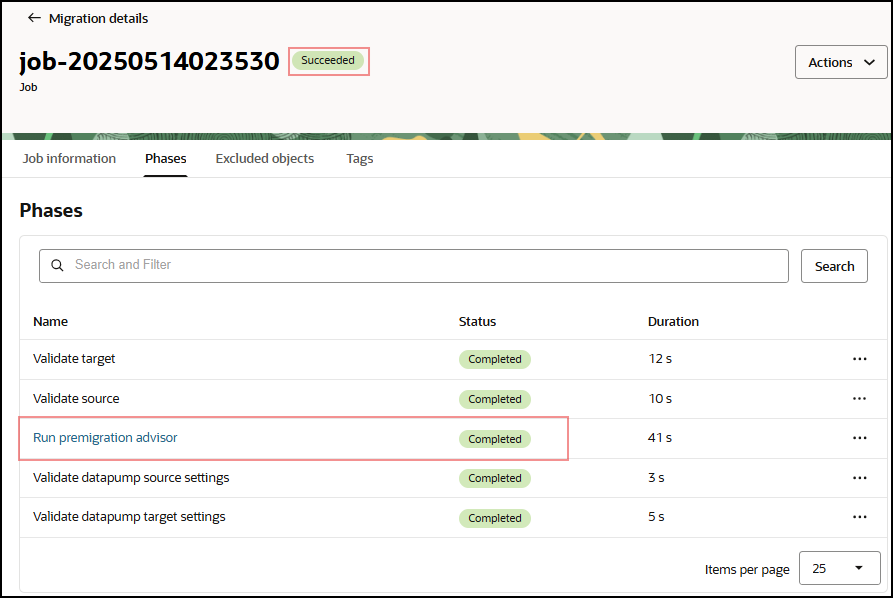 Migration details
job-20250514023530 Succeeded
Actions
Job
Job information Phases Excluded objects Tags
Phases
Search and Filter
Search
Name Status Duration
Validate target Completed 12 s
Validate source Completed 10 s
Run premigration advisor Completed 41 s
Validate datapump source settings Completed 3 s
Validate datapump target settings Completed 5 s
Items per page 25